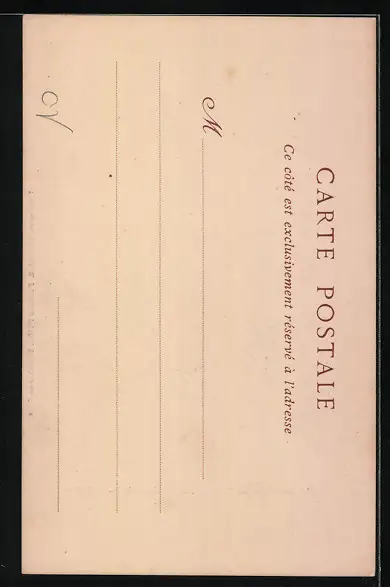 CARTE POSTALE
Ce côté est exclusivement réservé à l'adresse
M